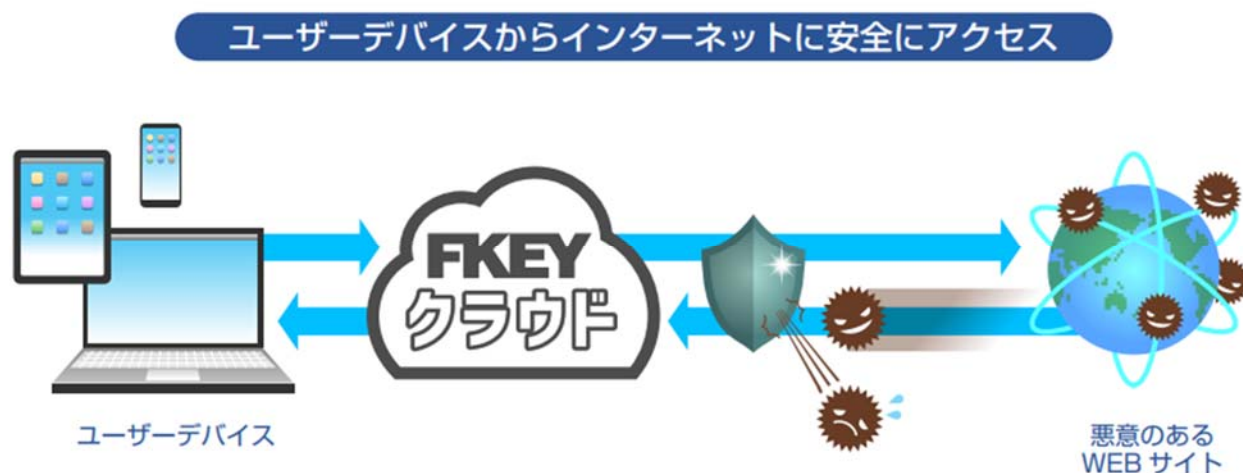 ユーザーデバイスからインターネットに安全にアクセス
FKEY
クラウド
ユーザーデバイス
悪意のある
WEB サイト